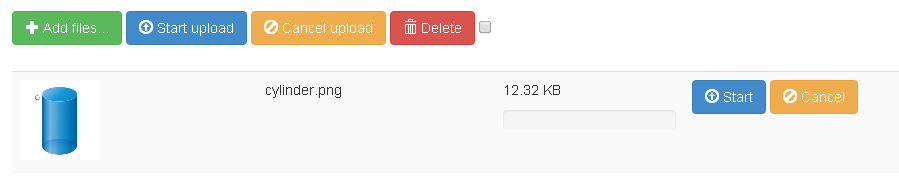 Add files... Start upload Cancel upload Delete
cylinder.png 12.32 KB Start Cancel